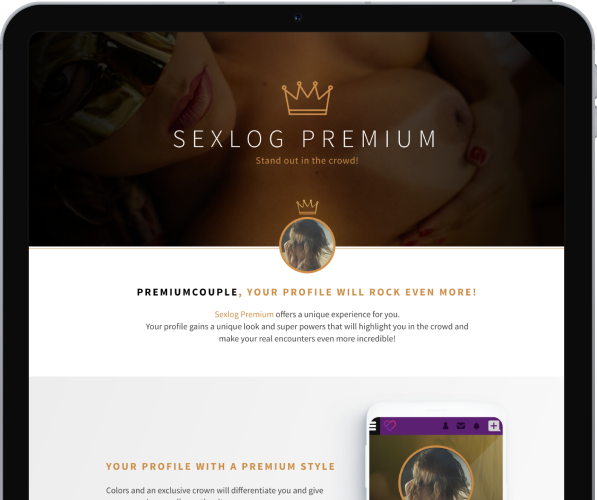 SEXLOG PREMIUM
Stand out in the crowd!
PREMIUMCOUPLE, YOUR PROFILE WILL ROCK EVEN MORE!
Sexlog Premium offers a unique experience for you.
Your profile gains a unique look and super powers that will highlight you in the crowd and
make your real encounters even more incredible!
YOUR PROFILE WITH A PREMIUM STYLE
Colors and an exclusive crown will differentiate you and give